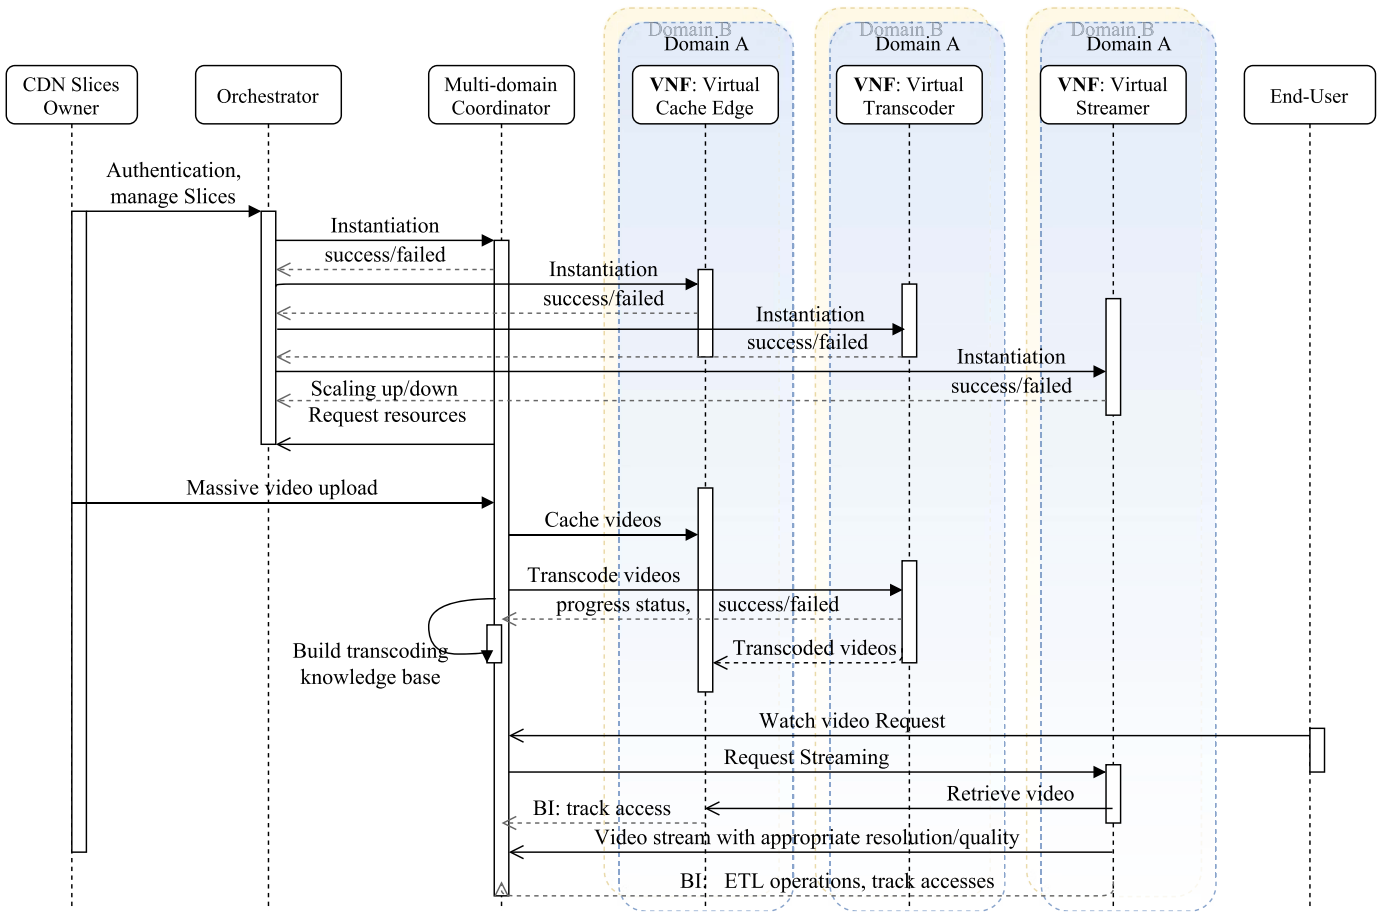 Domain B
Domain A
Domain B
Domain A
Domain B
Domain A
CDN Slices
Owner
Orchestrator
Multi-domain
Coordinator
VNF: Virtual
Cache Edge
VNF: Virtual
Transcoder
VNF: Virtual
Streamer
End-User
Authentication,
manage Slices
Instantiation
success/failed
Instantiation
success/failed
Instantiation
success/failed
Instantiation
success/failed
Scaling up/down
Request resources
Massive video upload
Cache videos
Transcode videos
progress status, success/failed
Build transcoding
knowledge base
Transcoded videos
Watch video Request
Request Streaming
Retrieve video
BI: track access
Video stream with appropriate resolution/quality
BI: ETL operations, track accesses